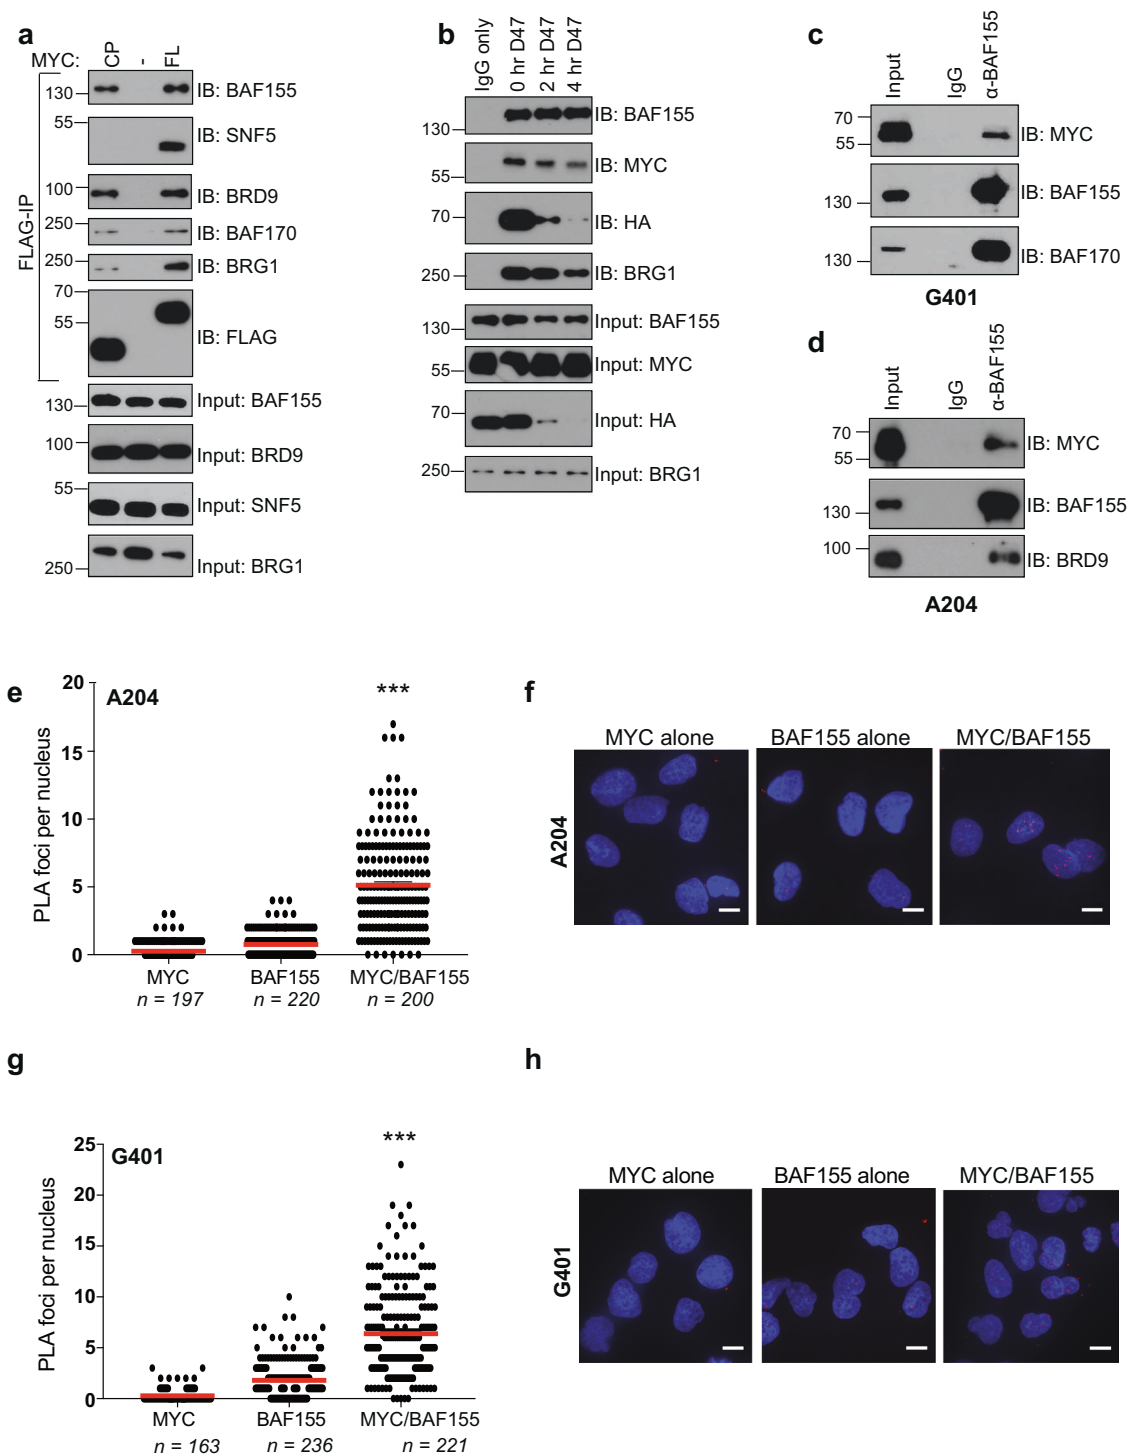 a
MYC: CP - FL
FLAG-IP
130 IB: BAF155
55 IB: SNF5
100 IB: BRD9
250 IB: BAF170
250 IB: BRG1
70
55 IB: FLAG
130 Input: BAF155
100 Input: BRD9
55 Input: SNF5
250 Input: BRG1
b
IgG only 0 hr D47 2 hr D47 4 hr D47
130 IB: BAF155
55 IB: MYC
70 IB: HA
250 IB: BRG1
130 Input: BAF155
55 Input: MYC
70 Input: HA
250 Input: BRG1
c
Input IgG α-BAF155
70
55 IB: MYC
130 IB: BAF155
130 IB: BAF170
G401
d
Input IgG α-BAF155
70
55 IB: MYC
130 IB: BAF155
100 IB: BRD9
A204
e
A204
PLA foci per nucleus
20
15
10
5
0
***
MYC BAF155 MYC/BAF155
n = 197 n = 220 n = 200
f
MYC alone BAF155 alone MYC/BAF155
A204
g
G401
PLA foci per nucleus
25
20
15
10
5
0
***
MYC BAF155 MYC/BAF155
n = 163 n = 236 n = 221
h
MYC alone BAF155 alone MYC/BAF155
G401